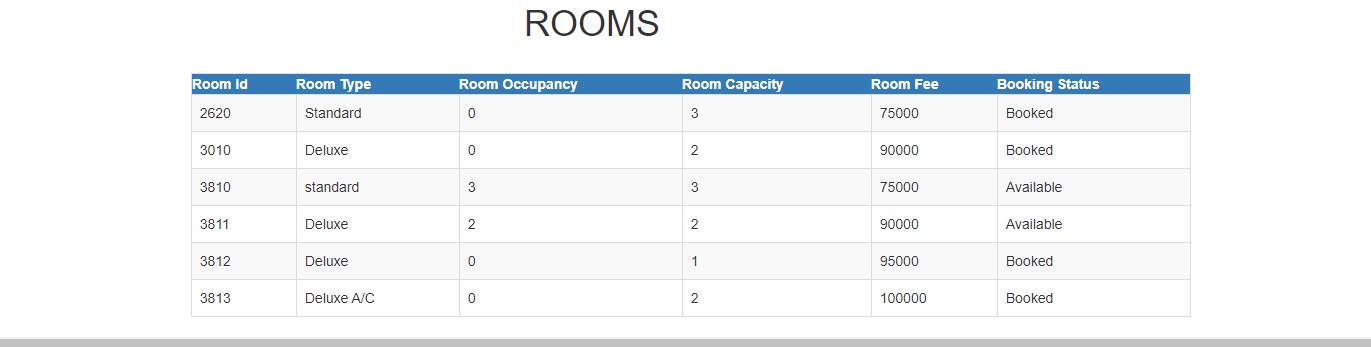 ROOMS
Room Id Room Type Room Occupancy Room Capacity Room Fee Booking Status
2620 Standard 0 3 75000 Booked
3010 Deluxe 0 2 90000 Booked
3810 standard 3 3 75000 Available
3811 Deluxe 2 2 90000 Available
3812 Deluxe 0 1 95000 Booked
3813 Deluxe A/C 0 2 100000 Booked